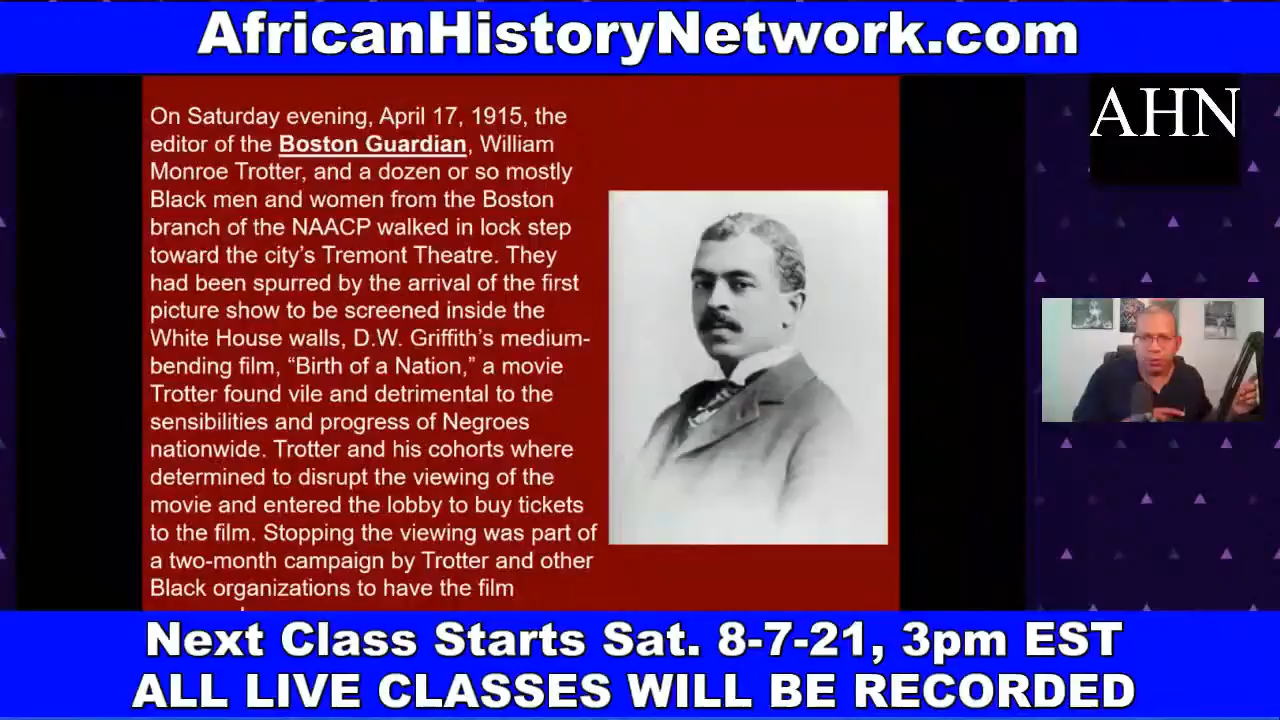 AfricanHistoryNetwork.com
AHN
On Saturday evening, April 17, 1915, the
editor of the Boston Guardian, William
Monroe Trotter, and a dozen or so mostly
Black men and women from the Boston
branch of the NAACP walked in lock step
toward the city’s Tremont Theatre. They
had been spurred by the arrival of the first
picture show to be screened inside the
White House walls, D.W. Griffith’s medium-
bending film, “Birth of a Nation,” a movie
Trotter found vile and detrimental to the
sensibilities and progress of Negroes
nationwide. Trotter and his cohorts where
determined to disrupt the viewing of the
movie and entered the lobby to buy tickets
to the film. Stopping the viewing was part of
a two-month campaign by Trotter and other
Black organizations to have the film
Next Class Starts Sat. 8-7-21, 3pm EST
ALL LIVE CLASSES WILL BE RECORDED